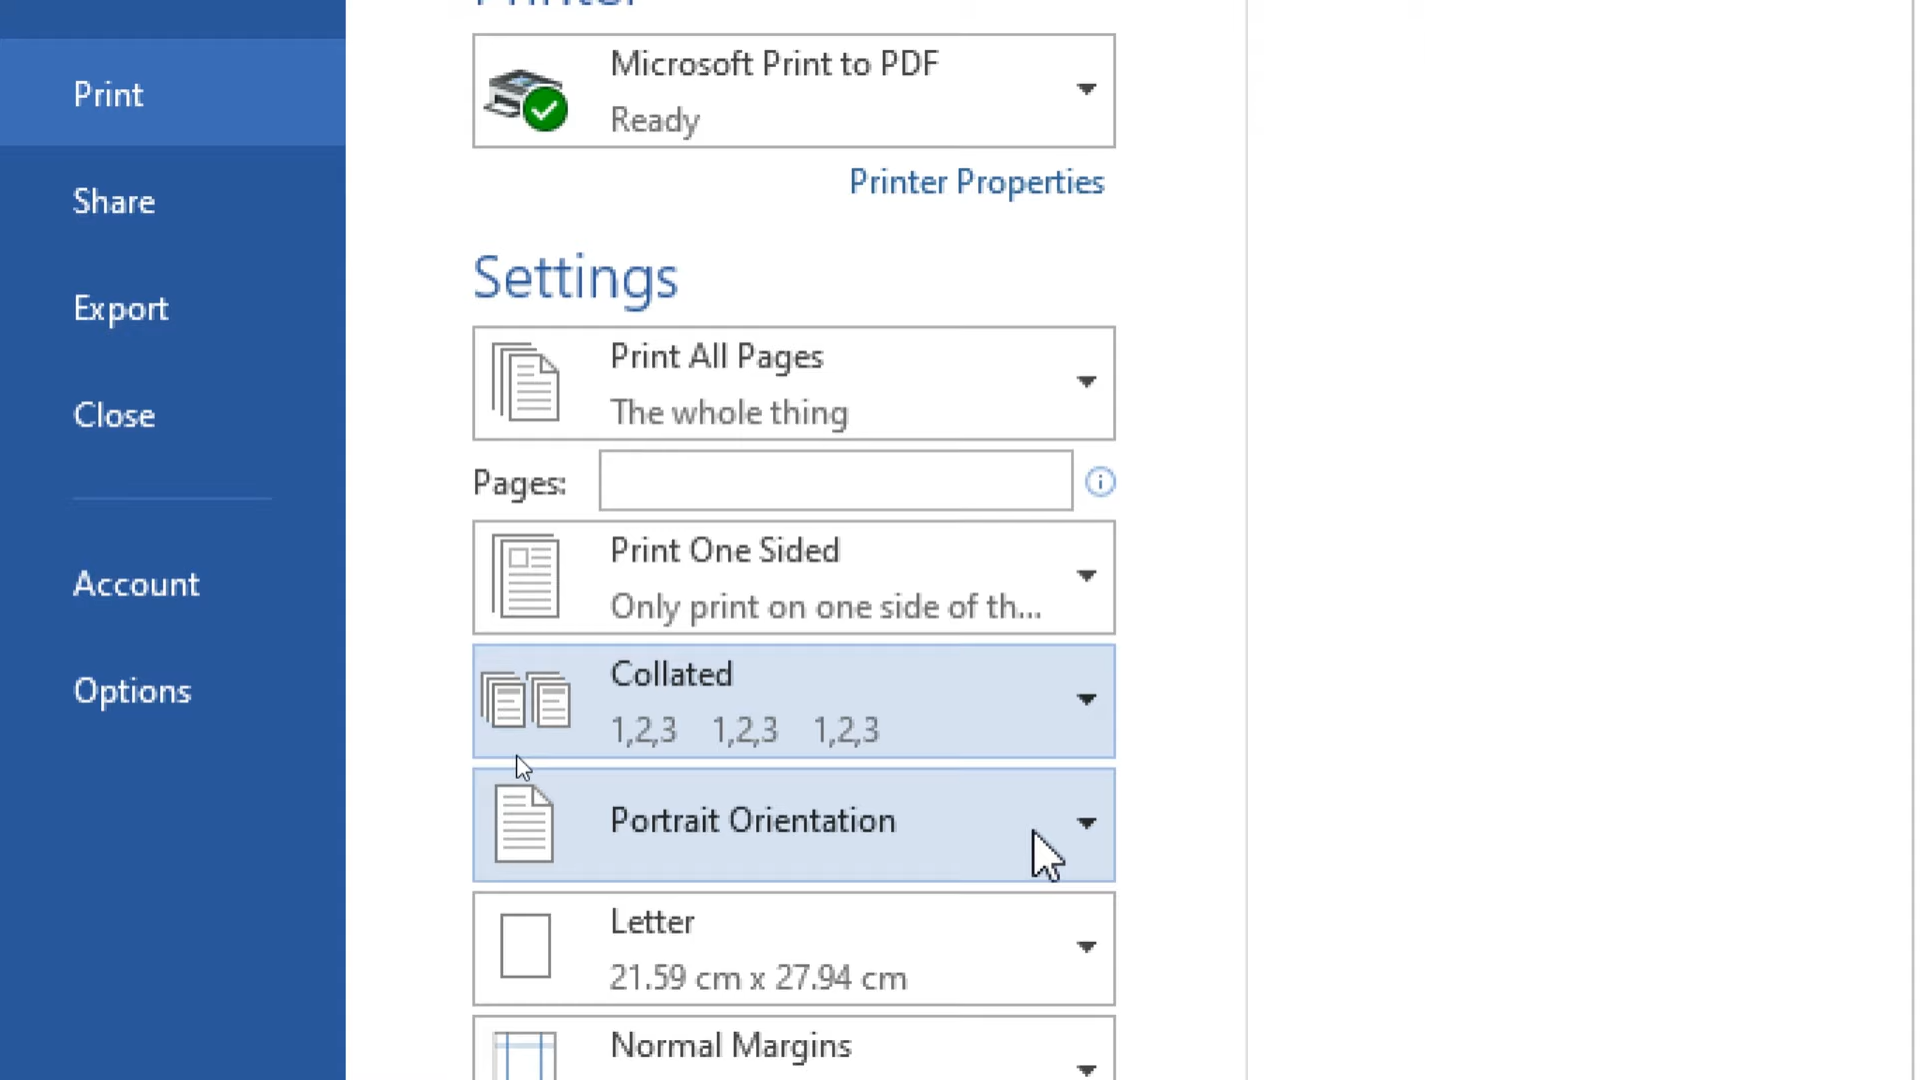 Printer
Microsoft Print to PDF
Ready
Printer Properties
Print
Share
Export
Close
Account
Options
Settings
Print All Pages
The whole thing
Pages:
Print One Sided
Only print on one side of th...
Collated
1,2,3 1,2,3 1,2,3
Portrait Orientation
Letter
21.59 cm x 27.94 cm
Normal Margins